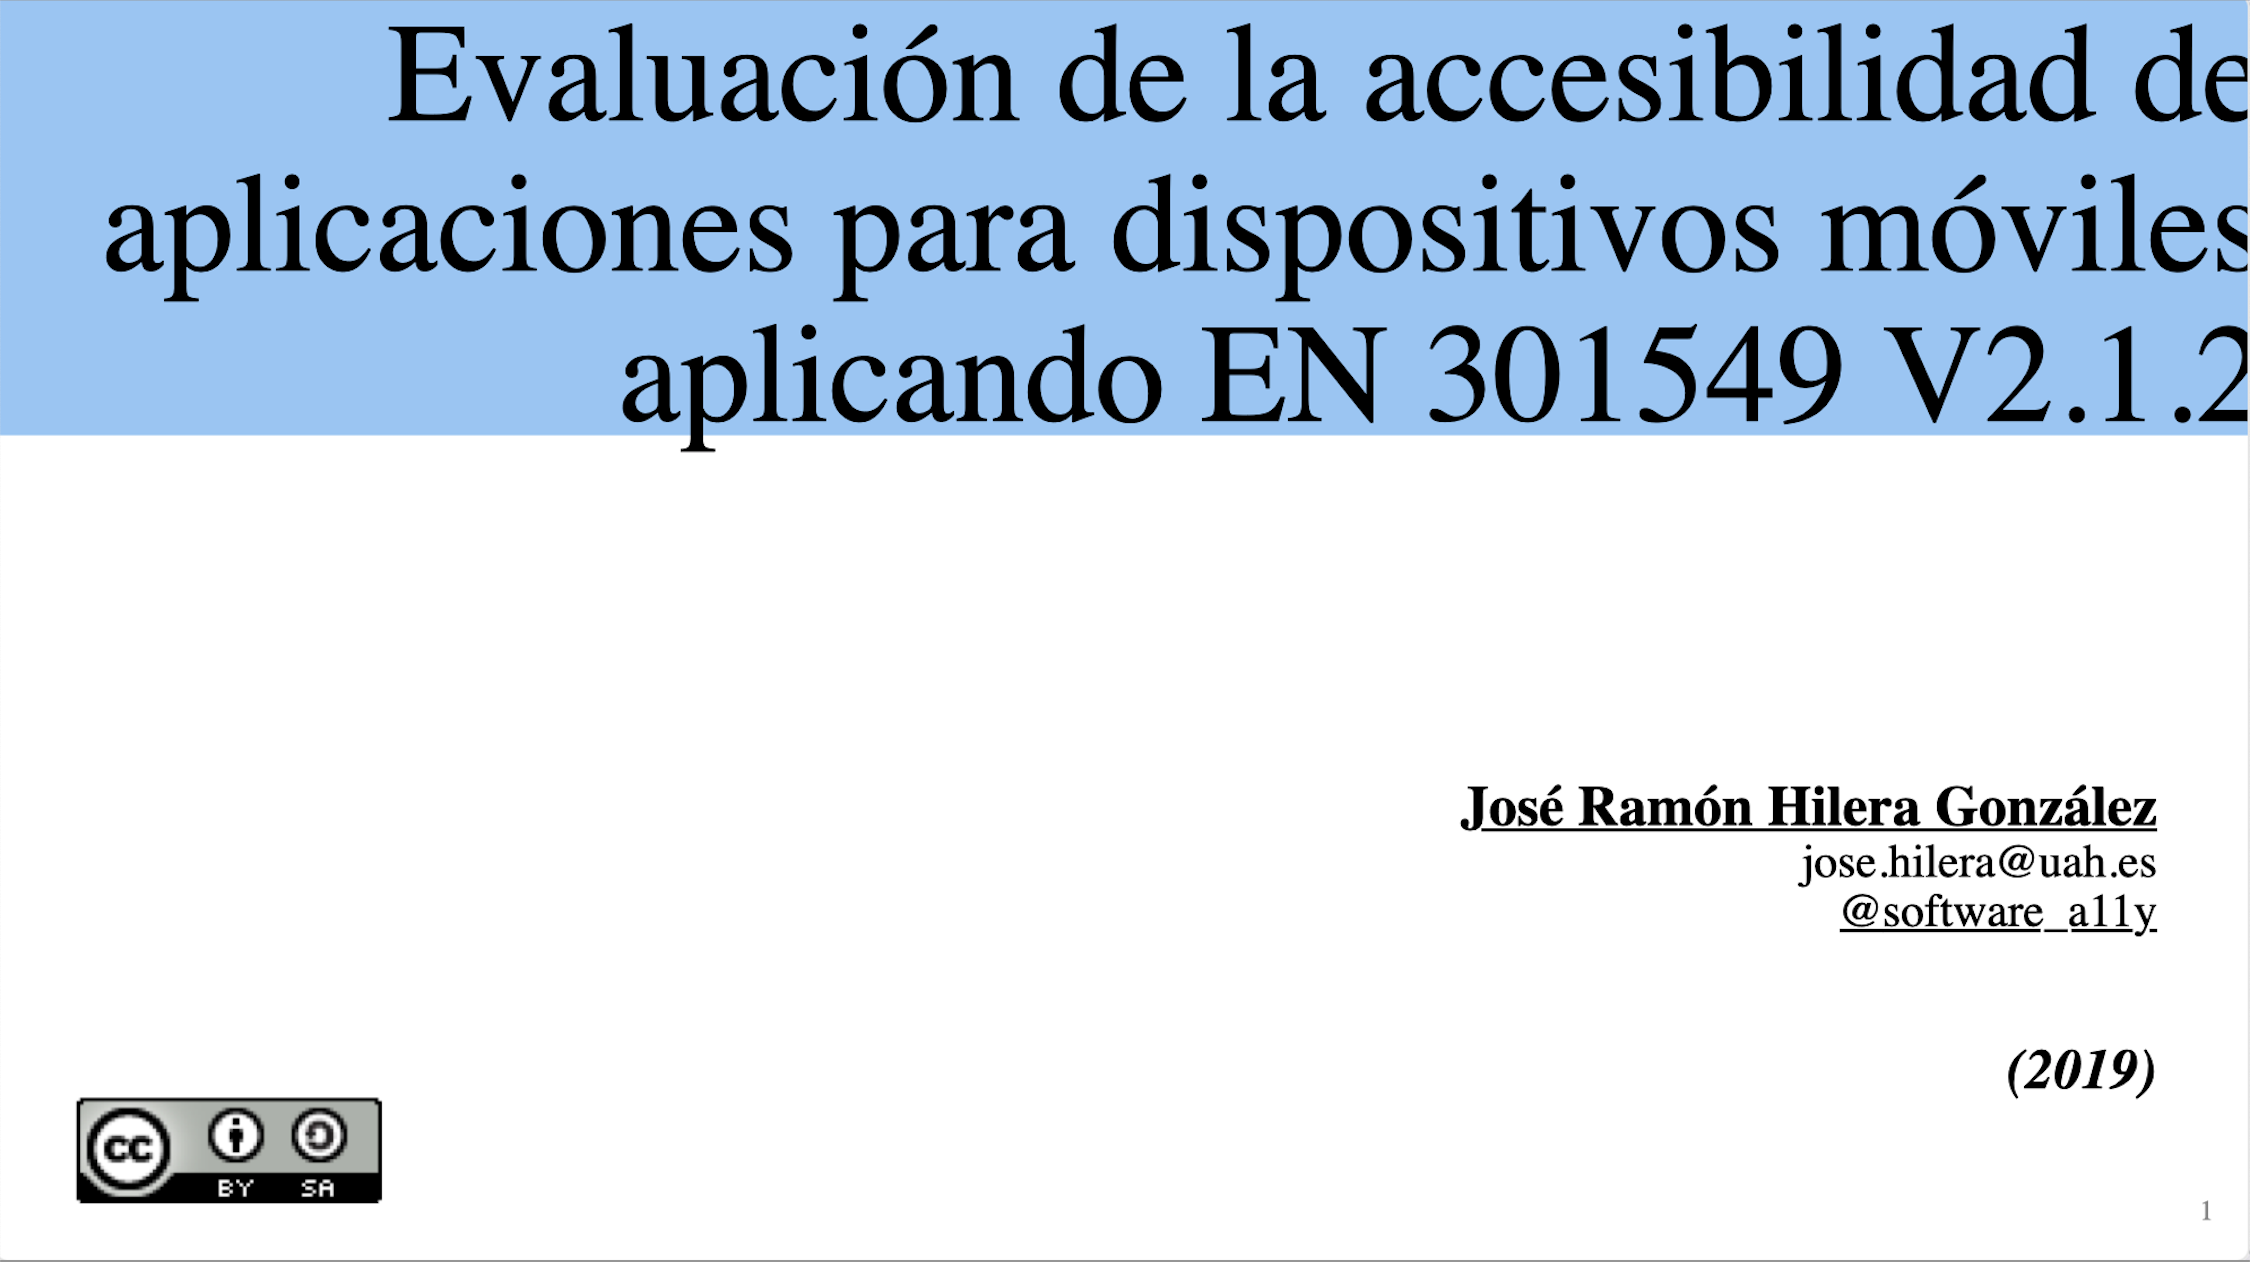 Evaluación de la accesibilidad de
aplicaciones para dispositivos móviles
aplicando EN 301549 V2.1.2
José Ramón Hilera González
jose.hilera@uah.es
@software_a11y
(2019)
cc
BY SA
1